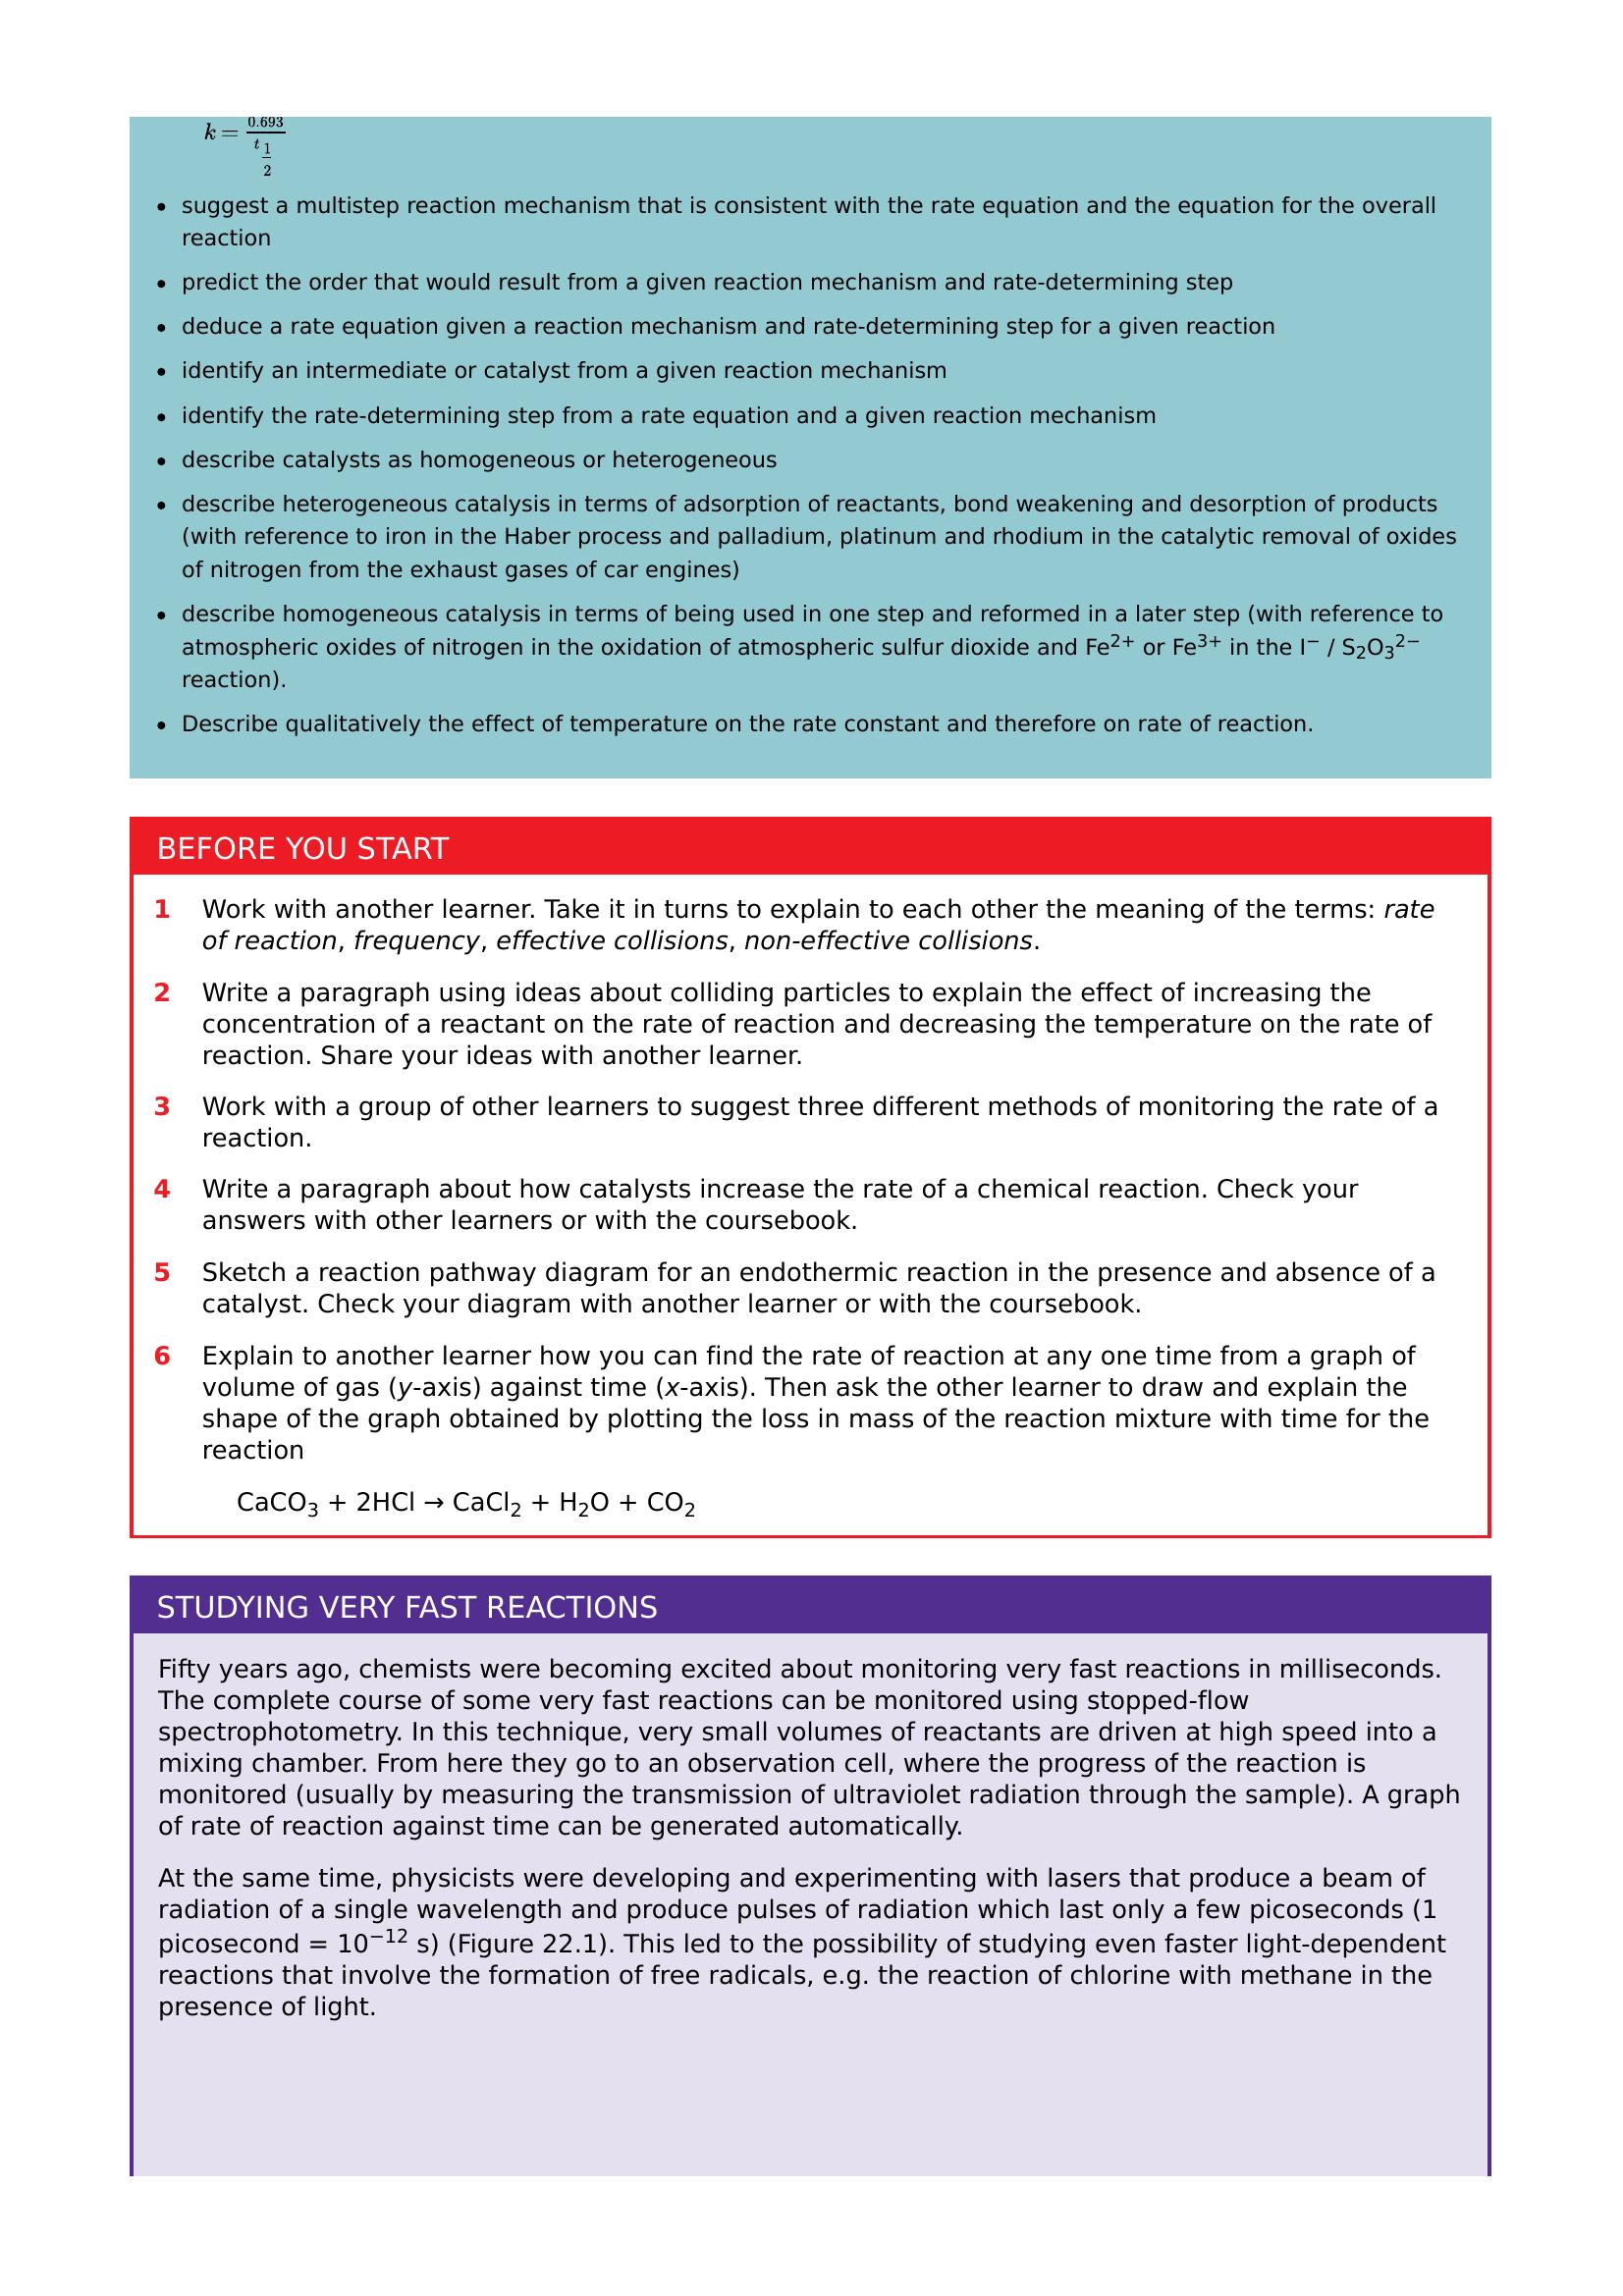 k = 0.693 / t 1/2
• suggest a multistep reaction mechanism that is consistent with the rate equation and the equation for the overall
reaction
• predict the order that would result from a given reaction mechanism and rate-determining step
• deduce a rate equation given a reaction mechanism and rate-determining step for a given reaction
• identify an intermediate or catalyst from a given reaction mechanism
• identify the rate-determining step from a rate equation and a given reaction mechanism
• describe catalysts as homogeneous or heterogeneous
• describe heterogeneous catalysis in terms of adsorption of reactants, bond weakening and desorption of products
(with reference to iron in the Haber process and palladium, platinum and rhodium in the catalytic removal of oxides
of nitrogen from the exhaust gases of car engines)
• describe homogeneous catalysis in terms of being used in one step and reformed in a later step (with reference to
atmospheric oxides of nitrogen in the oxidation of atmospheric sulfur dioxide and Fe²⁺ or Fe³⁺ in the I⁻ / S₂O₃²⁻
reaction).
• Describe qualitatively the effect of temperature on the rate constant and therefore on rate of reaction.
BEFORE YOU START
1 Work with another learner. Take it in turns to explain to each other the meaning of the terms: rate
of reaction, frequency, effective collisions, non-effective collisions.
2 Write a paragraph using ideas about colliding particles to explain the effect of increasing the
concentration of a reactant on the rate of reaction and decreasing the temperature on the rate of
reaction. Share your ideas with another learner.
3 Work with a group of other learners to suggest three different methods of monitoring the rate of a
reaction.
4 Write a paragraph about how catalysts increase the rate of a chemical reaction. Check your
answers with other learners or with the coursebook.
5 Sketch a reaction pathway diagram for an endothermic reaction in the presence and absence of a
catalyst. Check your diagram with another learner or with the coursebook.
6 Explain to another learner how you can find the rate of reaction at any one time from a graph of
volume of gas (y-axis) against time (x-axis). Then ask the other learner to draw and explain the
shape of the graph obtained by plotting the loss in mass of the reaction mixture with time for the
reaction
CaCO₃ + 2HCl → CaCl₂ + H₂O + CO₂
STUDYING VERY FAST REACTIONS
Fifty years ago, chemists were becoming excited about monitoring very fast reactions in milliseconds.
The complete course of some very fast reactions can be monitored using stopped-flow
spectrophotometry. In this technique, very small volumes of reactants are driven at high speed into a
mixing chamber. From here they go to an observation cell, where the progress of the reaction is
monitored (usually by measuring the transmission of ultraviolet radiation through the sample). A graph
of rate of reaction against time can be generated automatically.
At the same time, physicists were developing and experimenting with lasers that produce a beam of
radiation of a single wavelength and produce pulses of radiation which last only a few picoseconds (1
picosecond = 10⁻¹² s) (Figure 22.1). This led to the possibility of studying even faster light-dependent
reactions that involve the formation of free radicals, e.g. the reaction of chlorine with methane in the
presence of light.